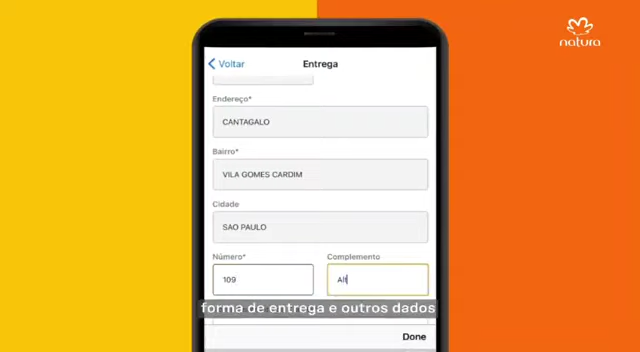 natura
Voltar
Entrega
Endereço*
CANTAGALO
Bairro*
VILA GOMES CARDIM
Cidade
SAO PAULO
Número*
Complemento
109
Alt
forma de entrega e outros dados
Done